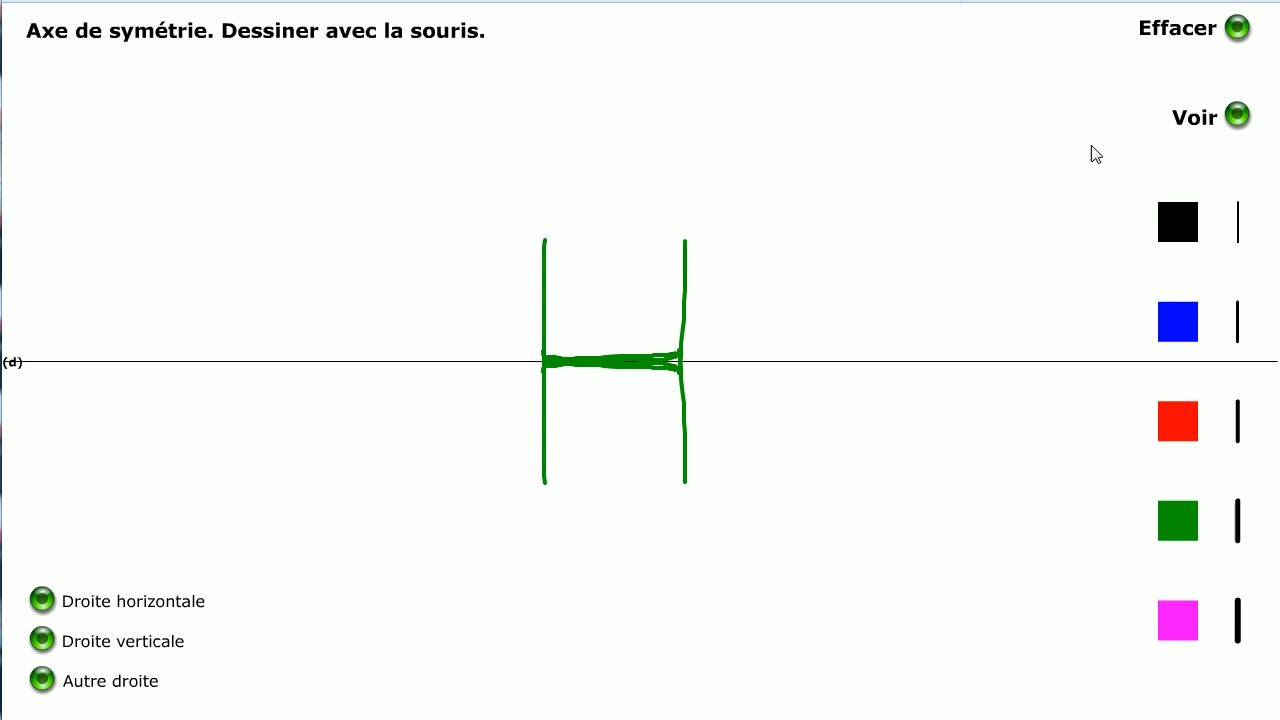 Axe de symétrie. Dessiner avec la souris.
Effacer
Voir
H
(d)
Droite horizontale
Droite verticale
Autre droite